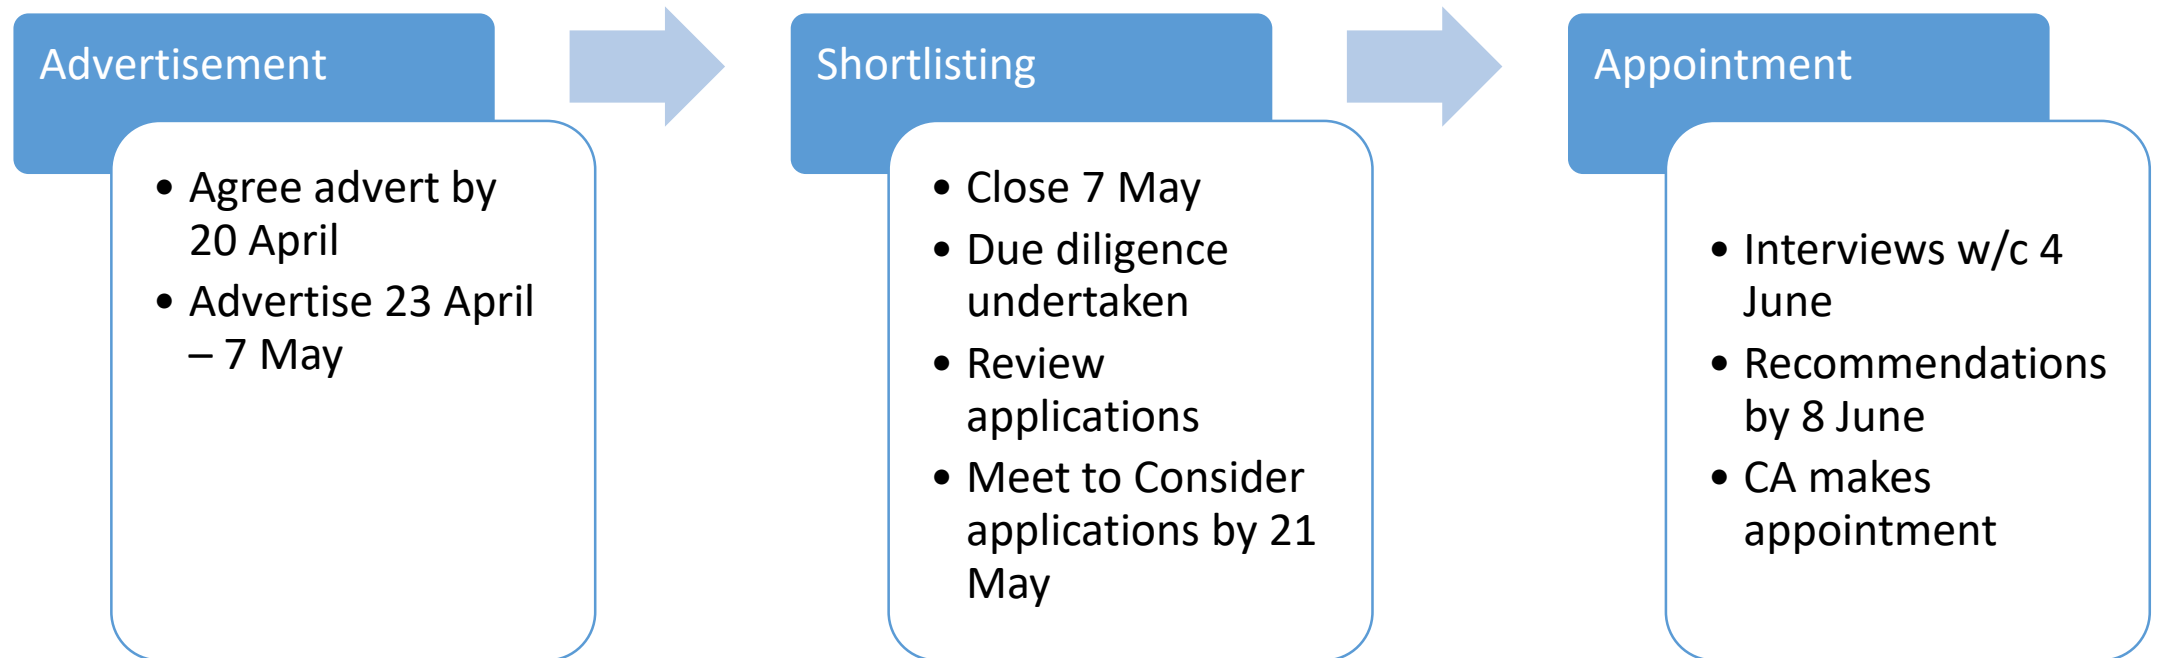 Advertisement
• Agree advert by
20 April
• Advertise 23 April
– 7 May
Shortlisting
• Close 7 May
• Due diligence
undertaken
• Review
applications
• Meet to Consider
applications by 21
May
Appointment
• Interviews w/c 4
June
• Recommendations
by 8 June
• CA makes
appointment